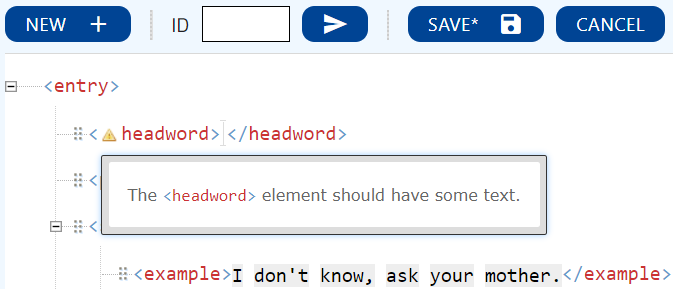 NEW + ID SAVE* CANCEL
<entry>
<headword> </headword>
<
The <headword> element should have some text.
<
<example>I don't know, ask your mother.</example>